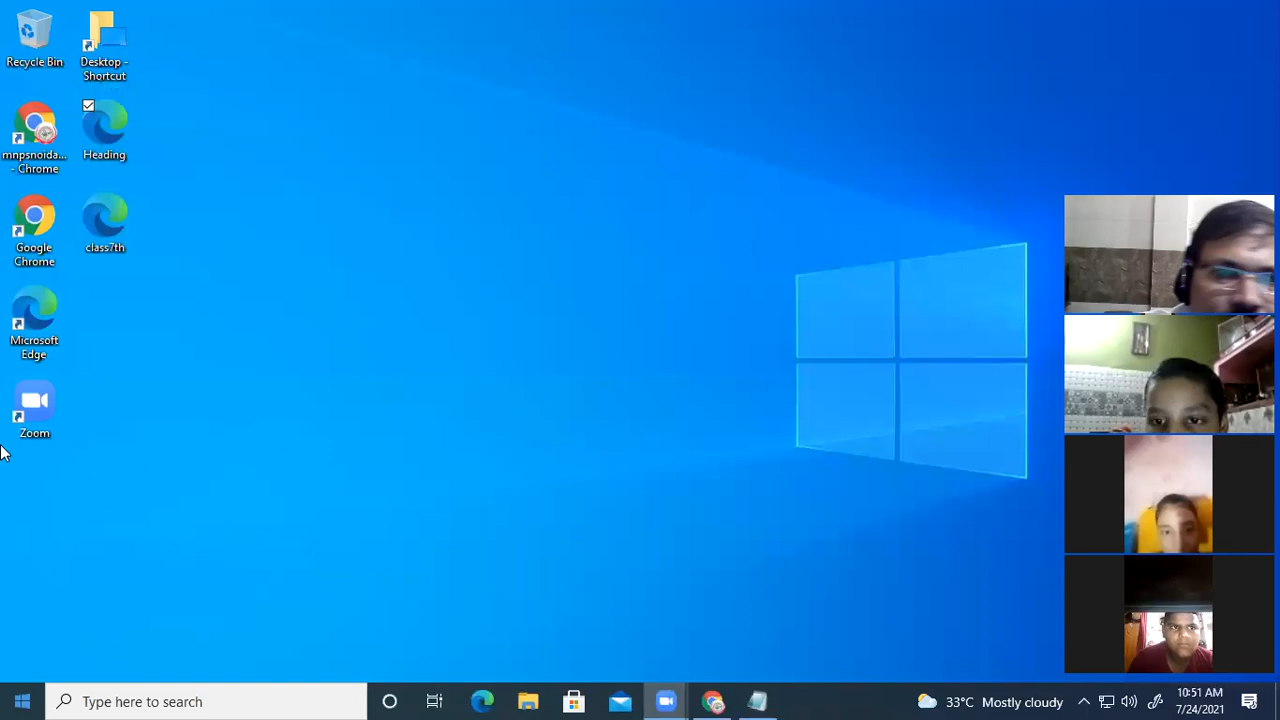 Recycle Bin
Desktop -
Shortcut
mnpsnoida...
- Chrome
Heading
Google
Chrome
class7th
Microsoft
Edge
Zoom
Type here to search
33°C Mostly cloudy
10:51 AM
7/24/2021